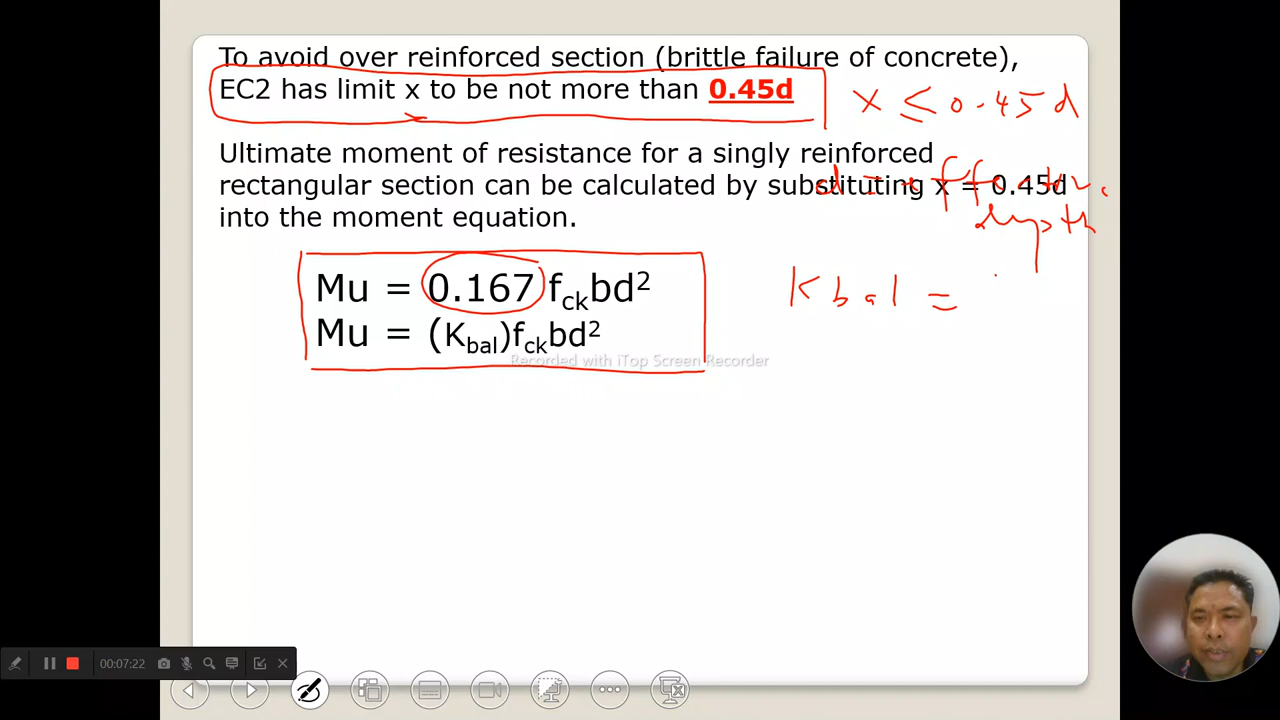 To avoid over reinforced section (brittle failure of concrete),
EC2 has limit x to be not more than 0.45d
x ≤ 0.45 d
Ultimate moment of resistance for a singly reinforced
rectangular section can be calculated by substituting x = 0.45d
d = effective
depth
into the moment equation.
Mu = 0.167 fckbd²
Mu = (Kbal)fckbd²
Kbal =
Recorded with iTop Screen Recorder
00:07:22